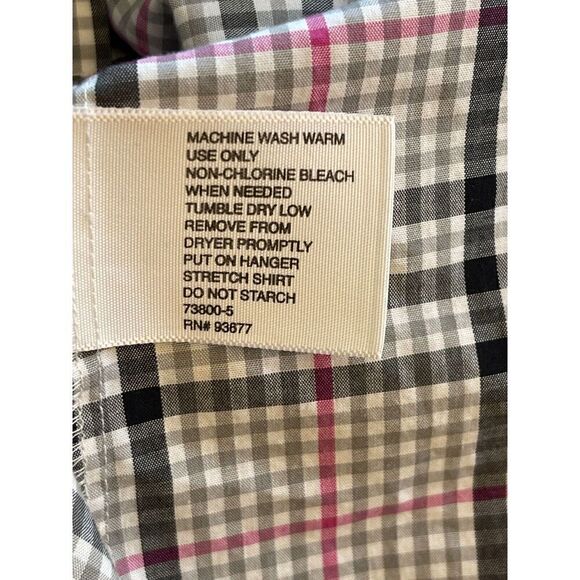 MACHINE WASH WARM
USE ONLY
NON-CHLORINE BLEACH
WHEN NEEDED
TUMBLE DRY LOW
REMOVE FROM
DRYER PROMPTLY
PUT ON HANGER
STRETCH SHIRT
DO NOT STARCH
73800-5
RN# 93677